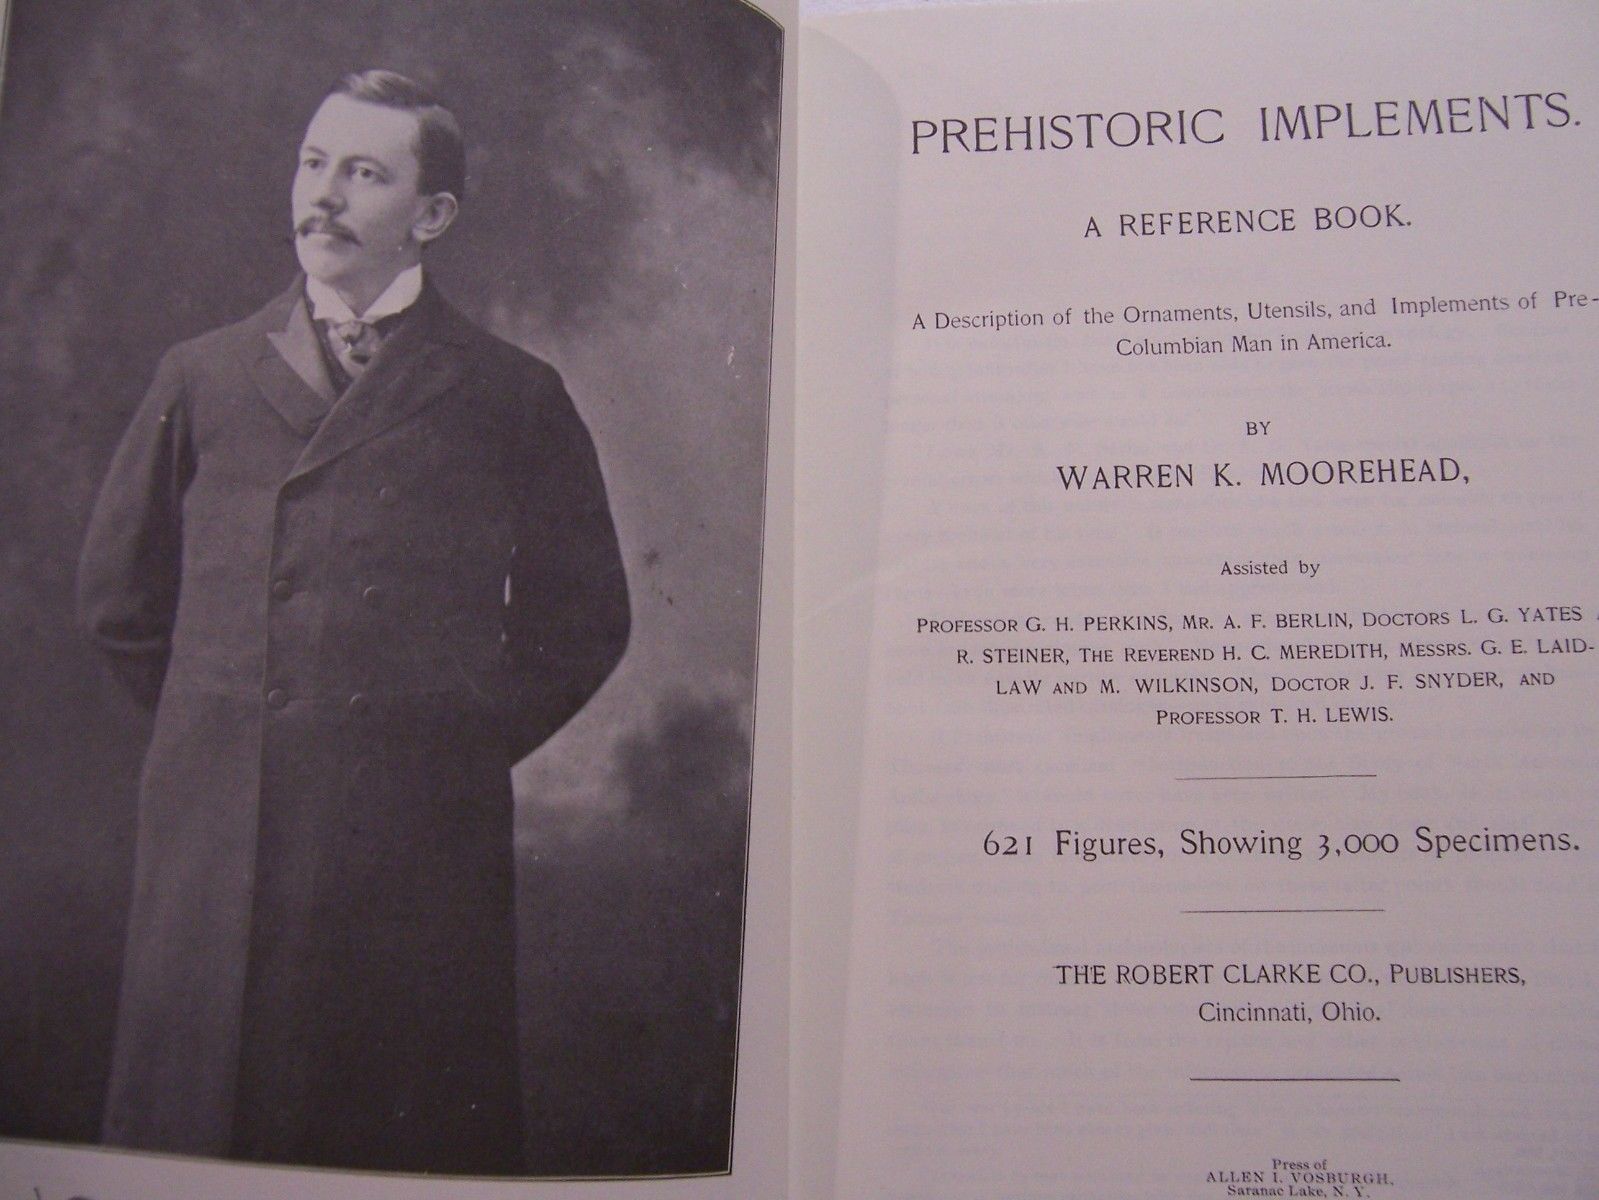 PREHISTORIC IMPLEMENTS.
A REFERENCE BOOK.
A Description of the Ornaments, Utensils, and Implements of Pre-
Columbian Man in America.
BY
WARREN K. MOOREHEAD,
Assisted by
PROFESSOR G. H. PERKINS, MR. A. F. BERLIN, DOCTORS L. G. YATES
R. STEINER, THE REVEREND H. C. MEREDITH, MESSRS. G. E. LAID-
LAW AND M. WILKINSON, DOCTOR J. F. SNYDER, AND
PROFESSOR T. H. LEWIS.
621 Figures, Showing 3,000 Specimens.
THE ROBERT CLARKE CO., PUBLISHERS,
Cincinnati, Ohio.
Press of
ALLEN I. VOSBURGH,
Saranac Lake, N. Y.